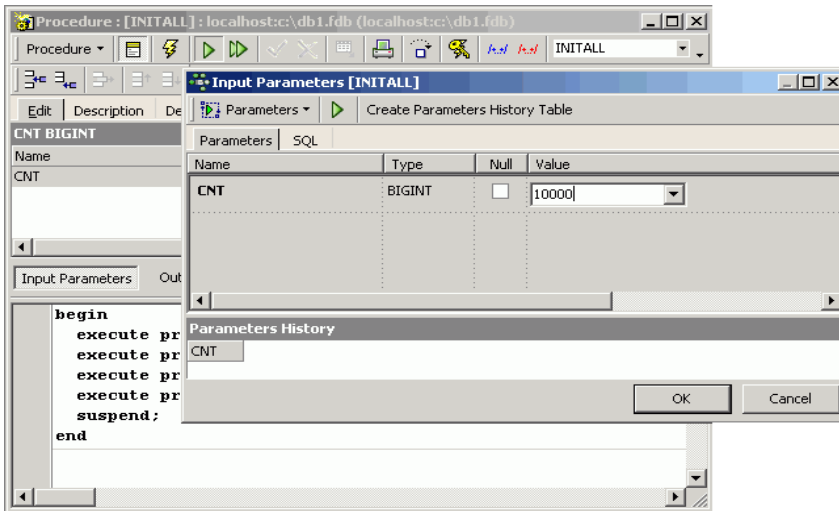 Procedure : [INITALL] : localhost:c:\db1.fdb (localhost:c:\db1.fdb)
Procedure
INITALL
Edit Description De
CNT BIGINT
Name
CNT
Input Parameters Out
begin
execute pr
execute pr
execute pr
execute pr
suspend;
end
Input Parameters [INITALL]
Parameters Create Parameters History Table
Parameters SQL
Name Type Null Value
CNT BIGINT 10000
Parameters History
CNT
OK Cancel